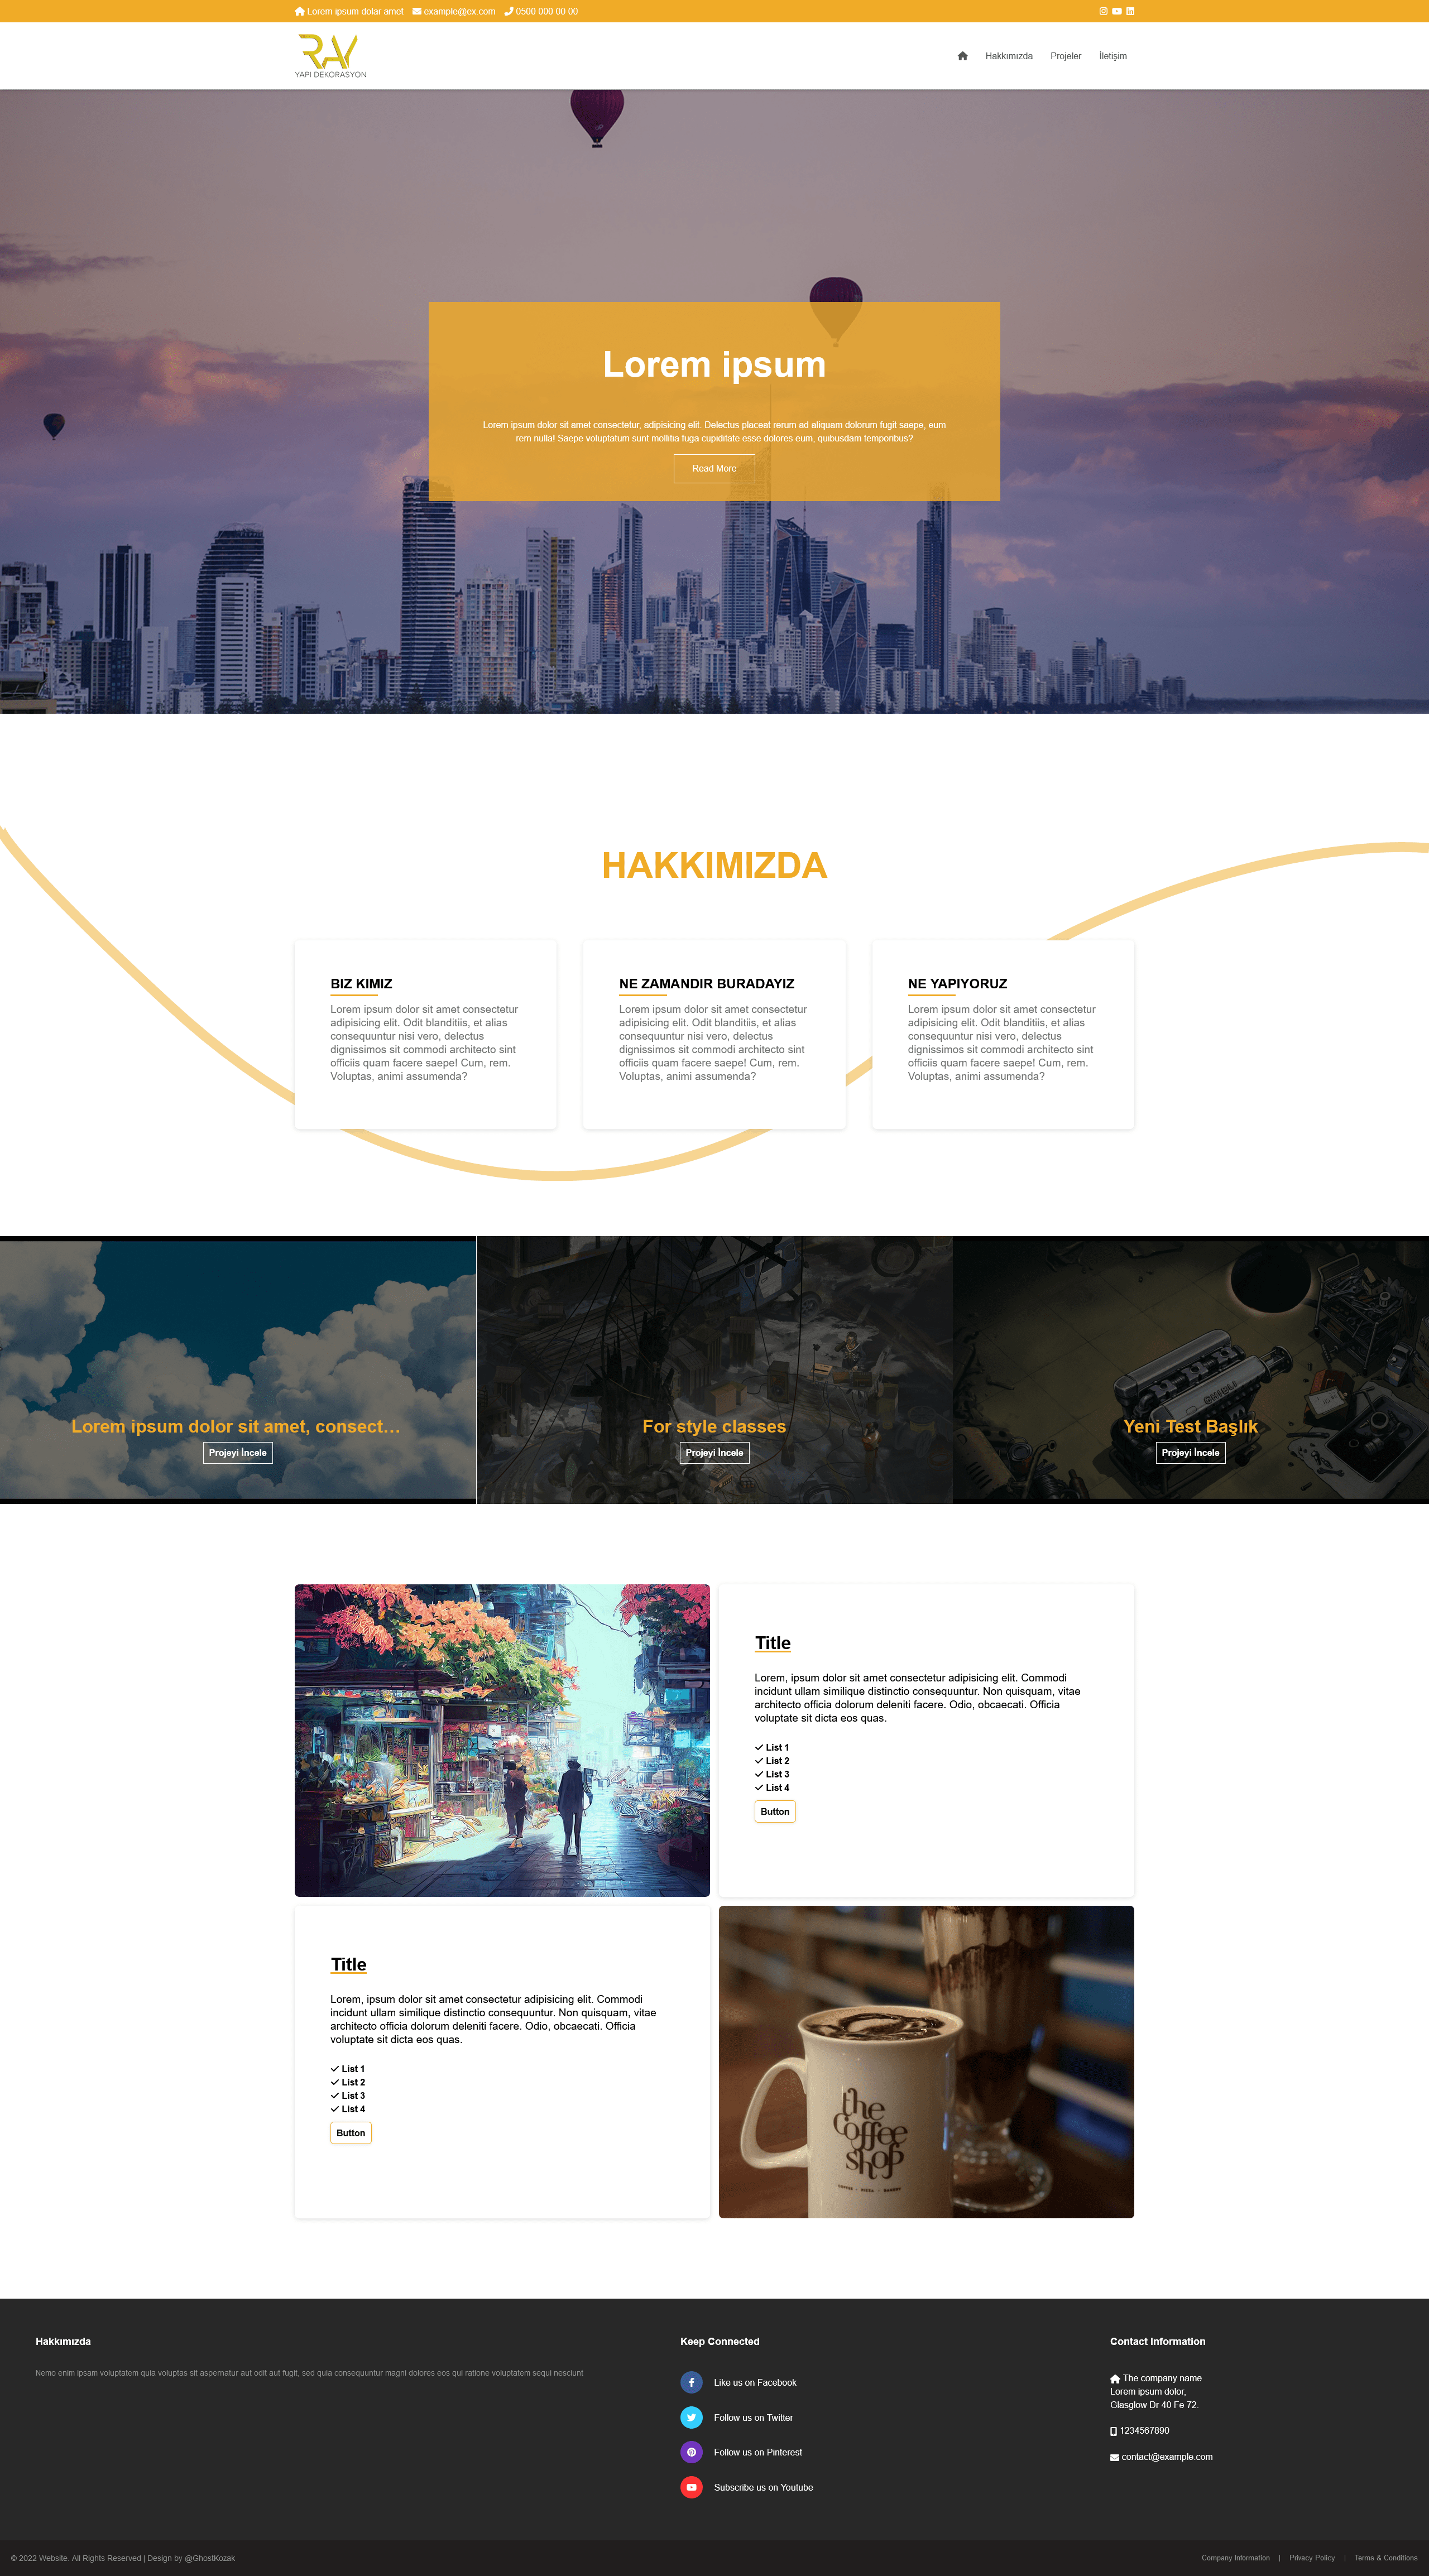 Lorem ipsum dolar amet example@ex.com 0500 000 00 00
RAV
YAPI DEKORASYON
Hakkımızda Projeler İletişim
Lorem ipsum
Lorem ipsum dolor sit amet consectetur, adipisicing elit. Delectus placeat rerum ad aliquam dolorum fugit saepe, eum
rem nulla! Saepe voluptatum sunt mollitia fuga cupiditate esse dolores eum, quibusdam temporibus?
Read More
HAKKIMIZDA
BIZ KIMIZ
Lorem ipsum dolor sit amet consectetur
adipisicing elit. Odit blanditiis, et alias
consequuntur nisi vero, delectus
dignissimos sit commodi architecto sint
officiis quam facere saepe! Cum, rem.
Voluptas, animi assumenda?
NE ZAMANDIR BURADAYIZ
Lorem ipsum dolor sit amet consectetur
adipisicing elit. Odit blanditiis, et alias
consequuntur nisi vero, delectus
dignissimos sit commodi architecto sint
officiis quam facere saepe! Cum, rem.
Voluptas, animi assumenda?
NE YAPIYORUZ
Lorem ipsum dolor sit amet consectetur
adipisicing elit. Odit blanditiis, et alias
consequuntur nisi vero, delectus
dignissimos sit commodi architecto sint
officiis quam facere saepe! Cum, rem.
Voluptas, animi assumenda?
Lorem ipsum dolor sit amet, consect...
Projeyi İncele
For style classes
Projeyi İncele
GHIBLI
Yeni Test Başlık
Projeyi İncele
Title
Lorem, ipsum dolor sit amet consectetur adipisicing elit. Commodi
incidunt ullam similique distinctio consequuntur. Non quisquam, vitae
architecto officia dolorum deleniti facere. Odio, obcaecati. Officia
voluptate sit dicta eos quas.
List 1
List 2
List 3
List 4
Button
Title
Lorem, ipsum dolor sit amet consectetur adipisicing elit. Commodi
incidunt ullam similique distinctio consequuntur. Non quisquam, vitae
architecto officia dolorum deleniti facere. Odio, obcaecati. Officia
voluptate sit dicta eos quas.
List 1
List 2
List 3
List 4
Button
the
Coffee
shop
COFFEE - PIZZA - BAKERY
Hakkımızda
Nemo enim ipsam voluptatem quia voluptas sit aspernatur aut odit aut fugit, sed quia consequuntur magni dolores eos qui ratione voluptatem sequi nesciunt
Keep Connected
Like us on Facebook
Follow us on Twitter
Follow us on Pinterest
Subscribe us on Youtube
Contact Information
The company name
Lorem ipsum dolor,
Glasglow Dr 40 Fe 72.
1234567890
contact@example.com
© 2022 Website. All Rights Reserved | Design by @GhostKozak
Company Information | Privacy Policy | Terms & Conditions